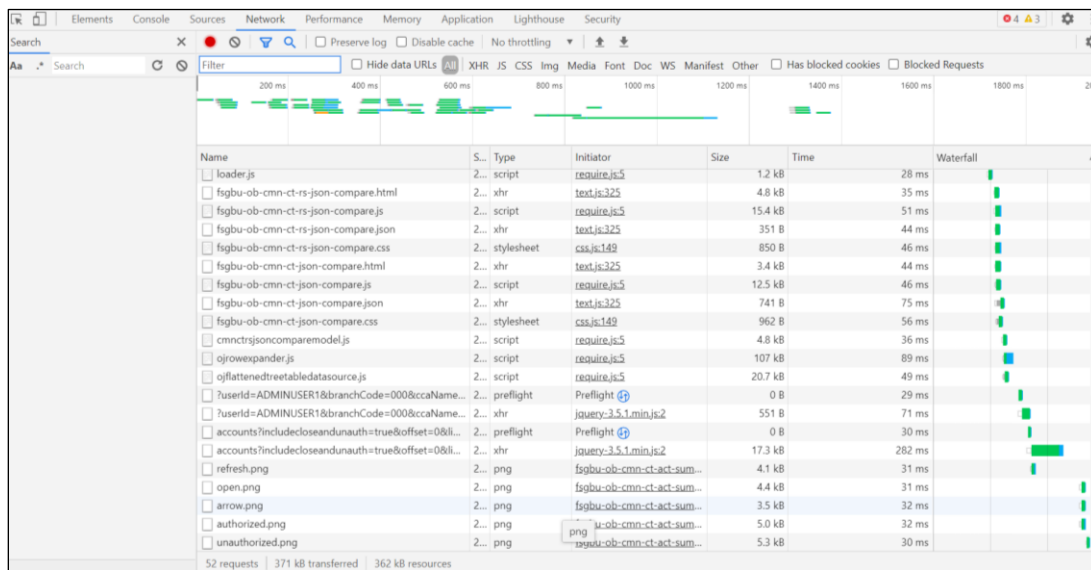 Elements Console Sources Network Performance Memory Application Lighthouse Security 4 3
Search
Preserve log Disable cache No throttling
Aa .* Search
Filter Hide data URLs All XHR JS CSS Img Media Font Doc WS Manifest Other Has blocked cookies Blocked Requests
200 ms 400 ms 600 ms 800 ms 1000 ms 1200 ms 1400 ms 1600 ms 1800 ms
Name S... Type Initiator Size Time Waterfall
loader.js 2... script require.js:5 1.2 kB 28 ms
fsgbu-ob-cmn-ct-rs-json-compare.html 2... xhr text.js:325 4.8 kB 35 ms
fsgbu-ob-cmn-ct-rs-json-compare.js 2... script require.js:5 15.4 kB 51 ms
fsgbu-ob-cmn-ct-rs-json-compare.json 2... xhr text.js:325 351 B 44 ms
fsgbu-ob-cmn-ct-rs-json-compare.css 2... stylesheet css.js:149 850 B 46 ms
fsgbu-ob-cmn-ct-json-compare.html 2... xhr text.js:325 3.4 kB 44 ms
fsgbu-ob-cmn-ct-json-compare.js 2... script require.js:5 12.5 kB 46 ms
fsgbu-ob-cmn-ct-json-compare.json 2... xhr text.js:325 741 B 75 ms
fsgbu-ob-cmn-ct-json-compare.css 2... stylesheet css.js:149 962 B 56 ms
cmnctrsjsoncomparemodel.js 2... script require.js:5 4.8 kB 36 ms
ojrowexpander.js 2... script require.js:5 107 kB 89 ms
ojflattenedtreetabledatasource.js 2... script require.js:5 20.7 kB 49 ms
?userId=ADMINUSER1&branchCode=000&ccaName... 2... preflight Preflight 0 B 29 ms
?userId=ADMINUSER1&branchCode=000&ccaName... 2... xhr jquery-3.5.1.min.js:2 551 B 71 ms
accounts?includecloseandunauth=true&offset=0&li... 2... preflight Preflight 0 B 30 ms
accounts?includecloseandunauth=true&offset=0&li... 2... xhr jquery-3.5.1.min.js:2 17.3 kB 282 ms
refresh.png 2... png fsgbu-ob-cmn-ct-act-sum... 4.1 kB 31 ms
open.png 2... png fsgbu-ob-cmn-ct-act-sum... 4.4 kB 31 ms
arrow.png 2... png fsgbu-ob-cmn-ct-act-sum... 3.5 kB 32 ms
authorized.png 2... png u-ob-cmn-ct-act-sum... 5.0 kB 32 ms
png
unauthorized.png 2... png fsgbu-ob-cmn-ct-act-sum... 5.3 kB 30 ms
52 requests 371 kB transferred 362 kB resources